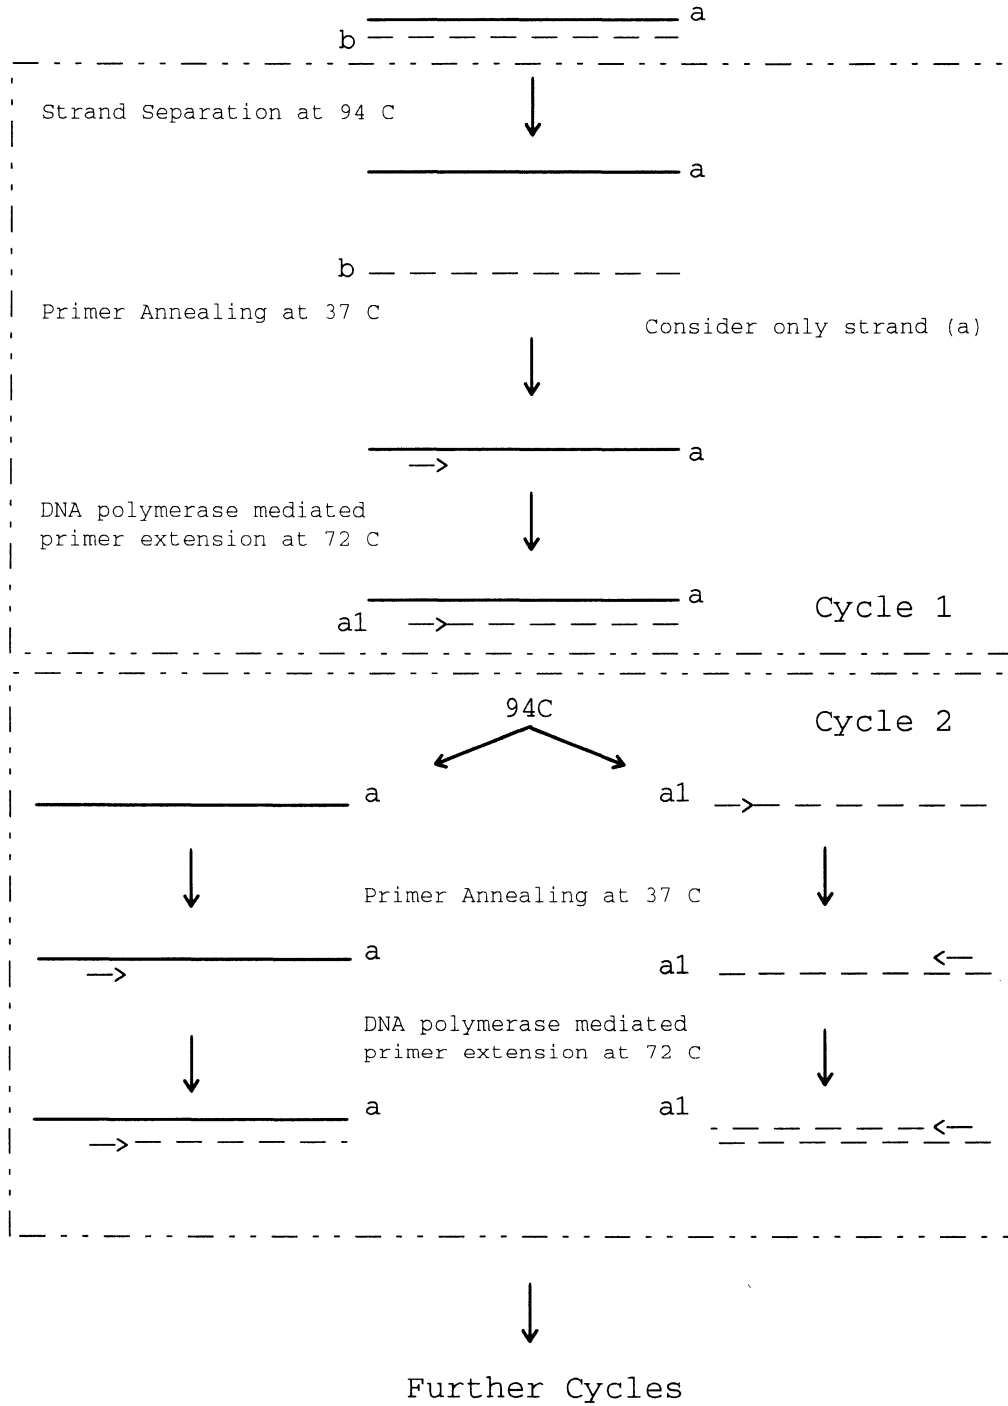 a
b
Strand Separation at 94 C
a
b
Primer Annealing at 37 C
Consider only strand (a)
a
DNA polymerase mediated
primer extension at 72 C
a
a1
Cycle 1
94C
Cycle 2
a
a1
Primer Annealing at 37 C
a
a1
DNA polymerase mediated
primer extension at 72 C
a
a1
Further Cycles